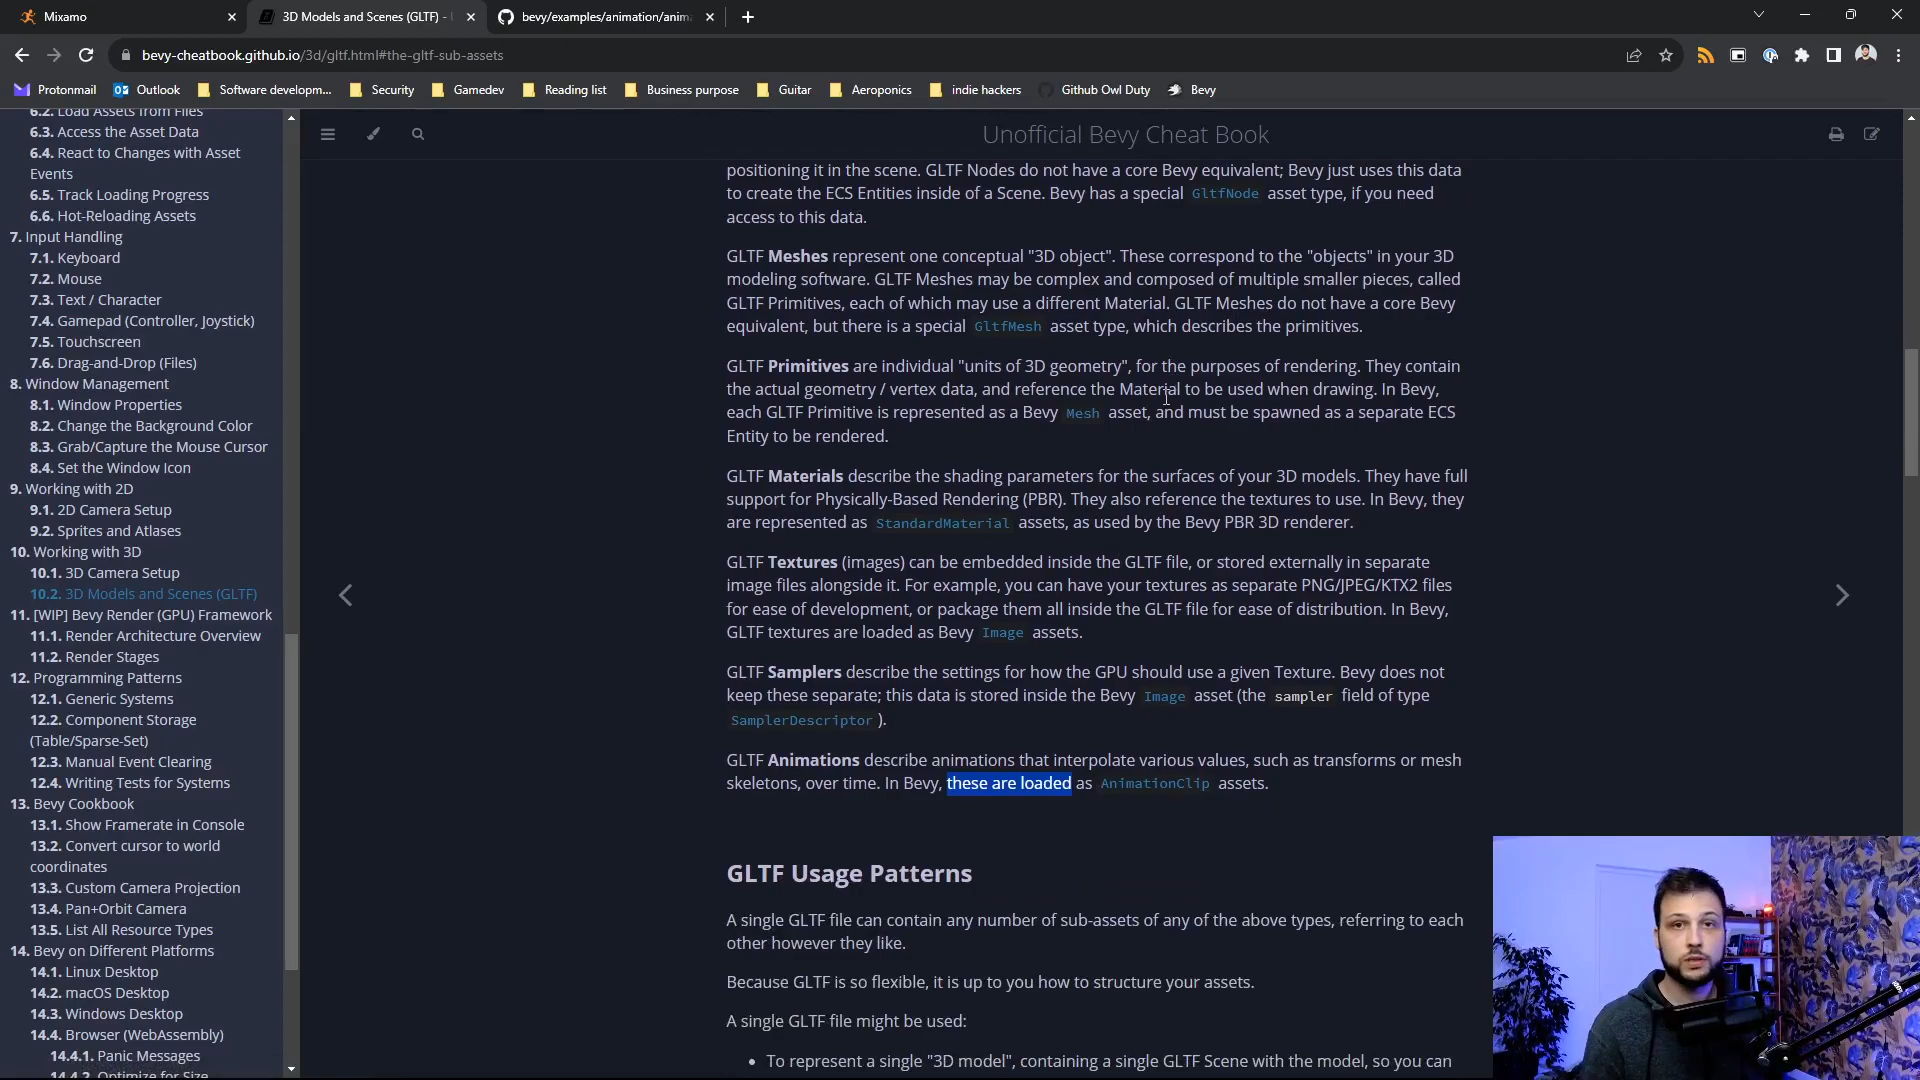 Mixamo
3D Models and Scenes (GLTF) -
bevy/examples/animation/anim
bevy-cheatbook.github.io/3d/gltf.html#the-gltf-sub-assets
Protonmail
Outlook
Software developm...
Security
Gamedev
Reading list
Business purpose
Guitar
Aeroponics
indie hackers
Github Owl Duty
Bevy
6.2. Load Assets from Files
6.3. Access the Asset Data
6.4. React to Changes with Asset
Events
6.5. Track Loading Progress
6.6. Hot-Reloading Assets
7. Input Handling
7.1. Keyboard
7.2. Mouse
7.3. Text / Character
7.4. Gamepad (Controller, Joystick)
7.5. Touchscreen
7.6. Drag-and-Drop (Files)
8. Window Management
8.1. Window Properties
8.2. Change the Background Color
8.3. Grab/Capture the Mouse Cursor
8.4. Set the Window Icon
9. Working with 2D
9.1. 2D Camera Setup
9.2. Sprites and Atlases
10. Working with 3D
10.1. 3D Camera Setup
10.2. 3D Models and Scenes (GLTF)
11. [WIP] Bevy Render (GPU) Framework
11.1. Render Architecture Overview
11.2. Render Stages
12. Programming Patterns
12.1. Generic Systems
12.2. Component Storage
(Table/Sparse-Set)
12.3. Manual Event Clearing
12.4. Writing Tests for Systems
13. Bevy Cookbook
13.1. Show Framerate in Console
13.2. Convert cursor to world
coordinates
13.3. Custom Camera Projection
13.4. Pan+Orbit Camera
13.5. List All Resource Types
14. Bevy on Different Platforms
14.1. Linux Desktop
14.2. macOS Desktop
14.3. Windows Desktop
14.4. Browser (WebAssembly)
14.4.1. Panic Messages
14.4.2. Optimize for Size
Unofficial Bevy Cheat Book
positioning it in the scene. GLTF Nodes do not have a core Bevy equivalent; Bevy just uses this data
to create the ECS Entities inside of a Scene. Bevy has a special GltfNode asset type, if you need
access to this data.
GLTF Meshes represent one conceptual "3D object". These correspond to the "objects" in your 3D
modeling software. GLTF Meshes may be complex and composed of multiple smaller pieces, called
GLTF Primitives, each of which may use a different Material. GLTF Meshes do not have a core Bevy
equivalent, but there is a special GltfMesh asset type, which describes the primitives.
GLTF Primitives are individual "units of 3D geometry", for the purposes of rendering. They contain
the actual geometry / vertex data, and reference the Material to be used when drawing. In Bevy,
each GLTF Primitive is represented as a Bevy Mesh asset, and must be spawned as a separate ECS
Entity to be rendered.
GLTF Materials describe the shading parameters for the surfaces of your 3D models. They have full
support for Physically-Based Rendering (PBR). They also reference the textures to use. In Bevy, they
are represented as StandardMaterial assets, as used by the Bevy PBR 3D renderer.
GLTF Textures (images) can be embedded inside the GLTF file, or stored externally in separate
image files alongside it. For example, you can have your textures as separate PNG/JPEG/KTX2 files
for ease of development, or package them all inside the GLTF file for ease of distribution. In Bevy,
GLTF textures are loaded as Bevy Image assets.
GLTF Samplers describe the settings for how the GPU should use a given Texture. Bevy does not
keep these separate; this data is stored inside the Bevy Image asset (the sampler field of type
SamplerDescriptor ).
GLTF Animations describe animations that interpolate various values, such as transforms or mesh
skeletons, over time. In Bevy, these are loaded as AnimationClip assets.
GLTF Usage Patterns
A single GLTF file can contain any number of sub-assets of any of the above types, referring to each
other however they like.
Because GLTF is so flexible, it is up to you how to structure your assets.
A single GLTF file might be used:
• To represent a single "3D model", containing a single GLTF Scene with the model, so you can